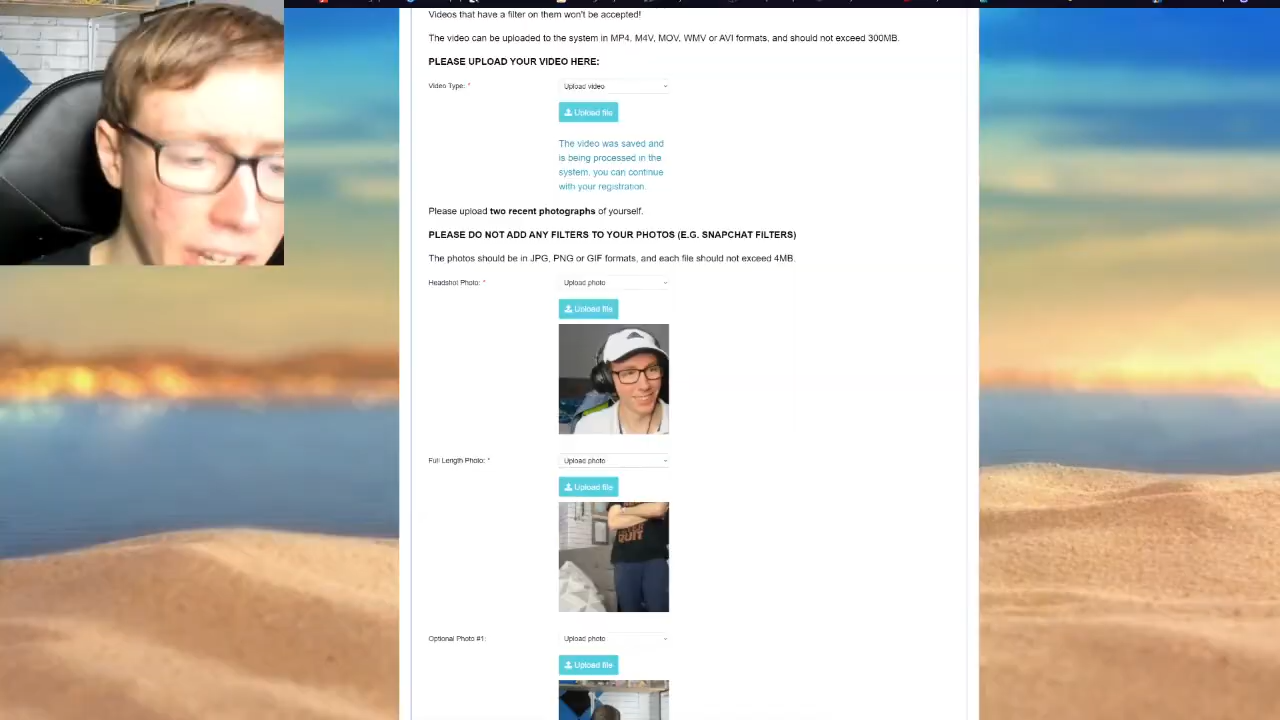 Videos that have a filter on them won't be accepted!
The video can be uploaded to the system in MP4, M4V, MOV, WMV or AVI formats, and should not exceed 300MB.
PLEASE UPLOAD YOUR VIDEO HERE:
Video Type: *
Upload video
Upload file
The video was saved and
is being processed in the
system, you can continue
with your registration.
Please upload two recent photographs of yourself.
PLEASE DO NOT ADD ANY FILTERS TO YOUR PHOTOS (E.G. SNAPCHAT FILTERS)
The photos should be in JPG, PNG or GIF formats, and each file should not exceed 4MB.
Headshot Photo: *
Upload photo
Upload file
Full Length Photo: *
Upload photo
Upload file
QUIT
Optional Photo #1:
Upload photo
Upload file